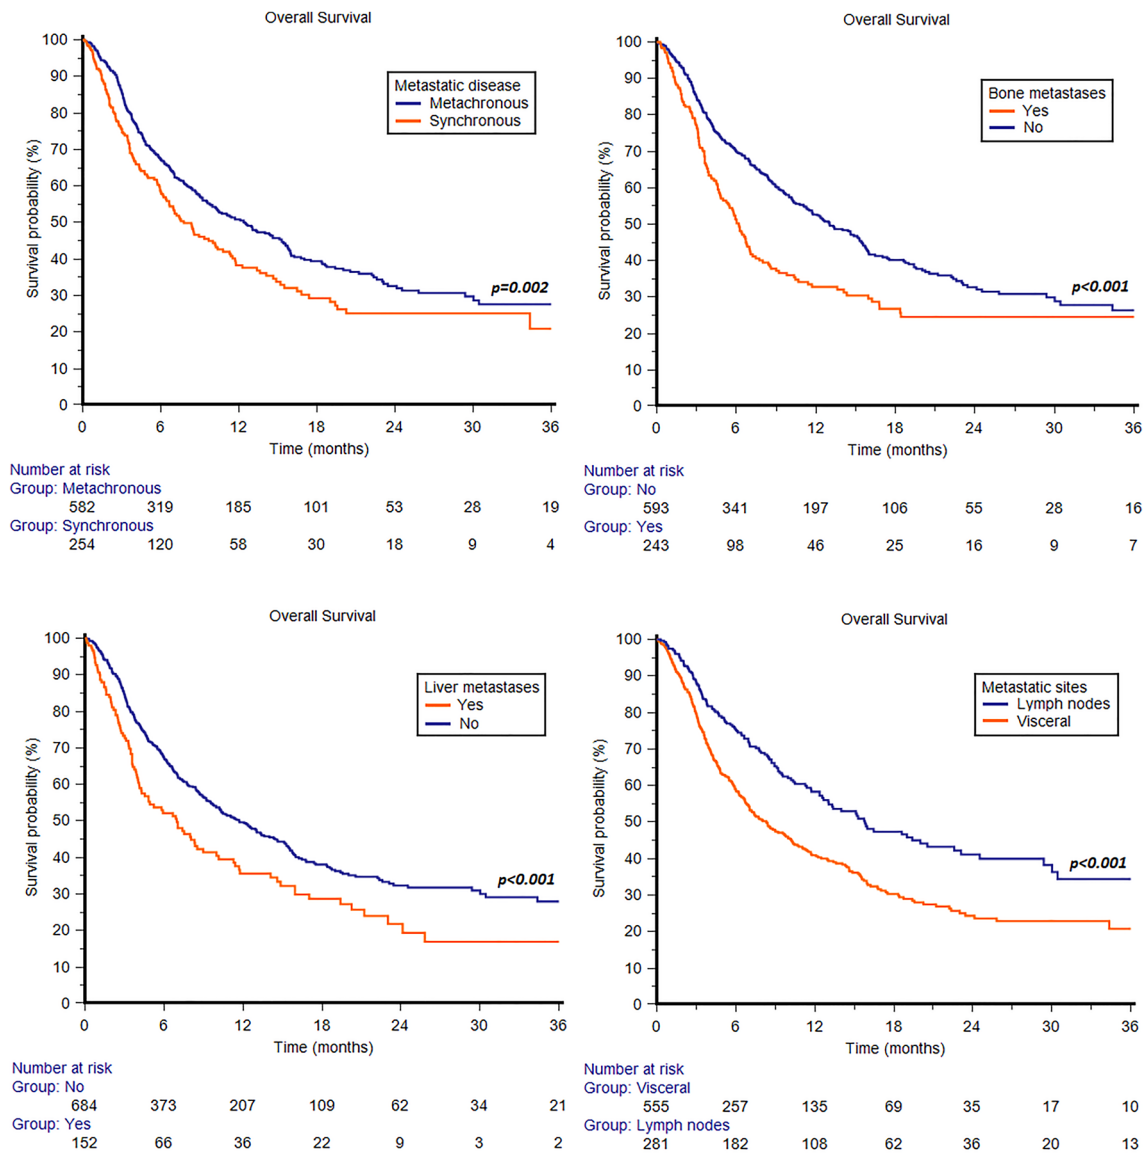 Overall Survival
100
90
80
70
60
50
40
30
20
10
0
Survival probability (%)
Metastatic disease
Metachronous
Synchronous
p=0.002
0 6 12 18 24 30 36
Time (months)
Number at risk
Group: Metachronous
582 319 185 101 53 28 19
Group: Synchronous
254 120 58 30 18 9 4
Overall Survival
100
90
80
70
60
50
40
30
20
10
0
Survival probability (%)
Bone metastases
Yes
No
p<0.001
0 6 12 18 24 30 36
Time (months)
Number at risk
Group: No
593 341 197 106 55 28 16
Group: Yes
243 98 46 25 16 9 7
Overall Survival
100
90
80
70
60
50
40
30
20
10
0
Survival probability (%)
Liver metastases
Yes
No
p<0.001
0 6 12 18 24 30 36
Time (months)
Number at risk
Group: No
684 373 207 109 62 34 21
Group: Yes
152 66 36 22 9 3 2
Overall Survival
100
90
80
70
60
50
40
30
20
10
0
Survival probability (%)
Metastatic sites
Lymph nodes
Visceral
p<0.001
0 6 12 18 24 30 36
Time (months)
Number at risk
Group: Visceral
555 257 135 69 35 17 10
Group: Lymph nodes
281 182 108 62 36 20 13